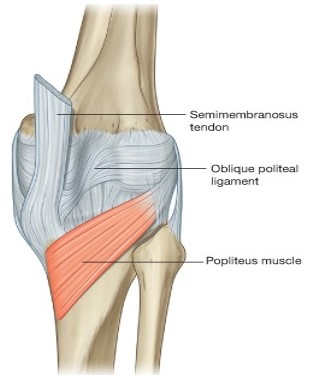 Semimembranosus
tendon
Oblique politeal
ligament
Popliteus muscle